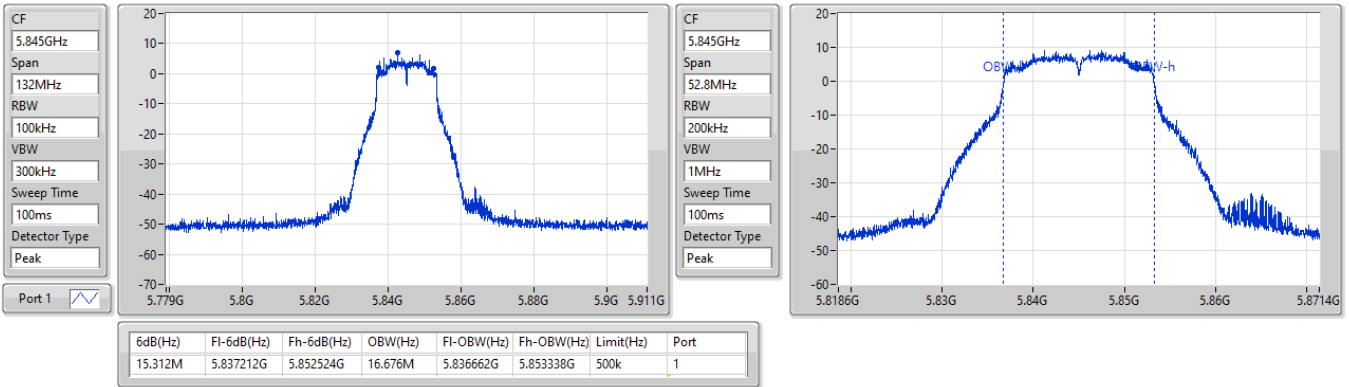 CF
5.845GHz
Span
132MHz
RBW
100kHz
VBW
300kHz
Sweep Time
100ms
Detector Type
Peak
Port 1
20
10
0
-10
-20
-30
-40
-50
-60
-70
5.779G 5.8G 5.82G 5.84G 5.86G 5.88G 5.9G 5.911G
CF
5.845GHz
Span
52.8MHz
RBW
200kHz
VBW
1MHz
Sweep Time
100ms
Detector Type
Peak
20
10
0
-10
-20
-30
-40
-50
-60
5.8186G 5.83G 5.84G 5.85G 5.86G 5.8714G
6dB(Hz) Fl-6dB(Hz) Fh-6dB(Hz) OBW(Hz) Fl-OBW(Hz) Fh-OBW(Hz) Limit(Hz) Port
15.312M 5.837212G 5.852524G 16.676M 5.836662G 5.853338G 500k 1